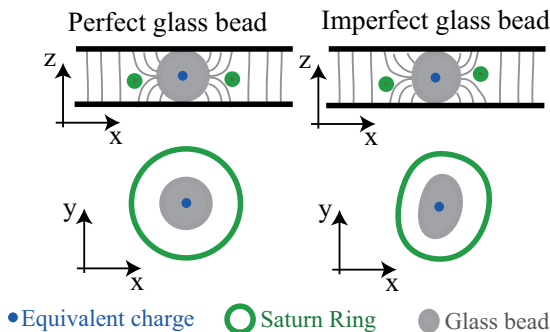 Perfect glass bead
Imperfect glass bead
z
x
z
x
y
x
y
x
Equivalent charge
Saturn Ring
Glass bead